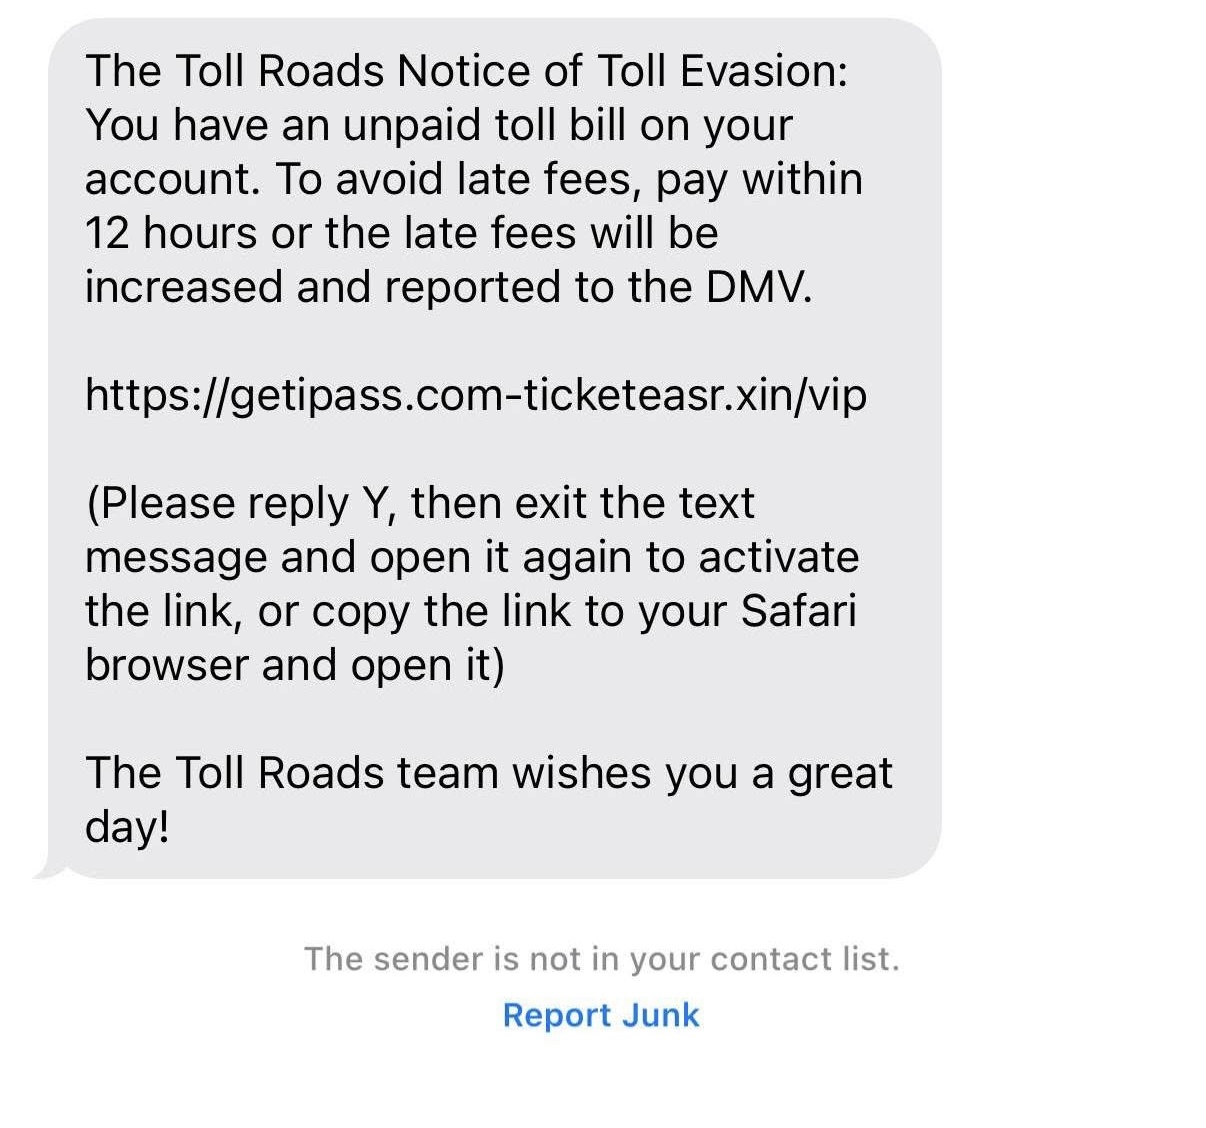 The Toll Roads Notice of Toll Evasion:
You have an unpaid toll bill on your
account. To avoid late fees, pay within
12 hours or the late fees will be
increased and reported to the DMV.
https://getipass.com-ticketeasr.xin/vip
(Please reply Y, then exit the text
message and open it again to activate
the link, or copy the link to your Safari
browser and open it)
The Toll Roads team wishes you a great
day!
The sender is not in your contact list.
Report Junk